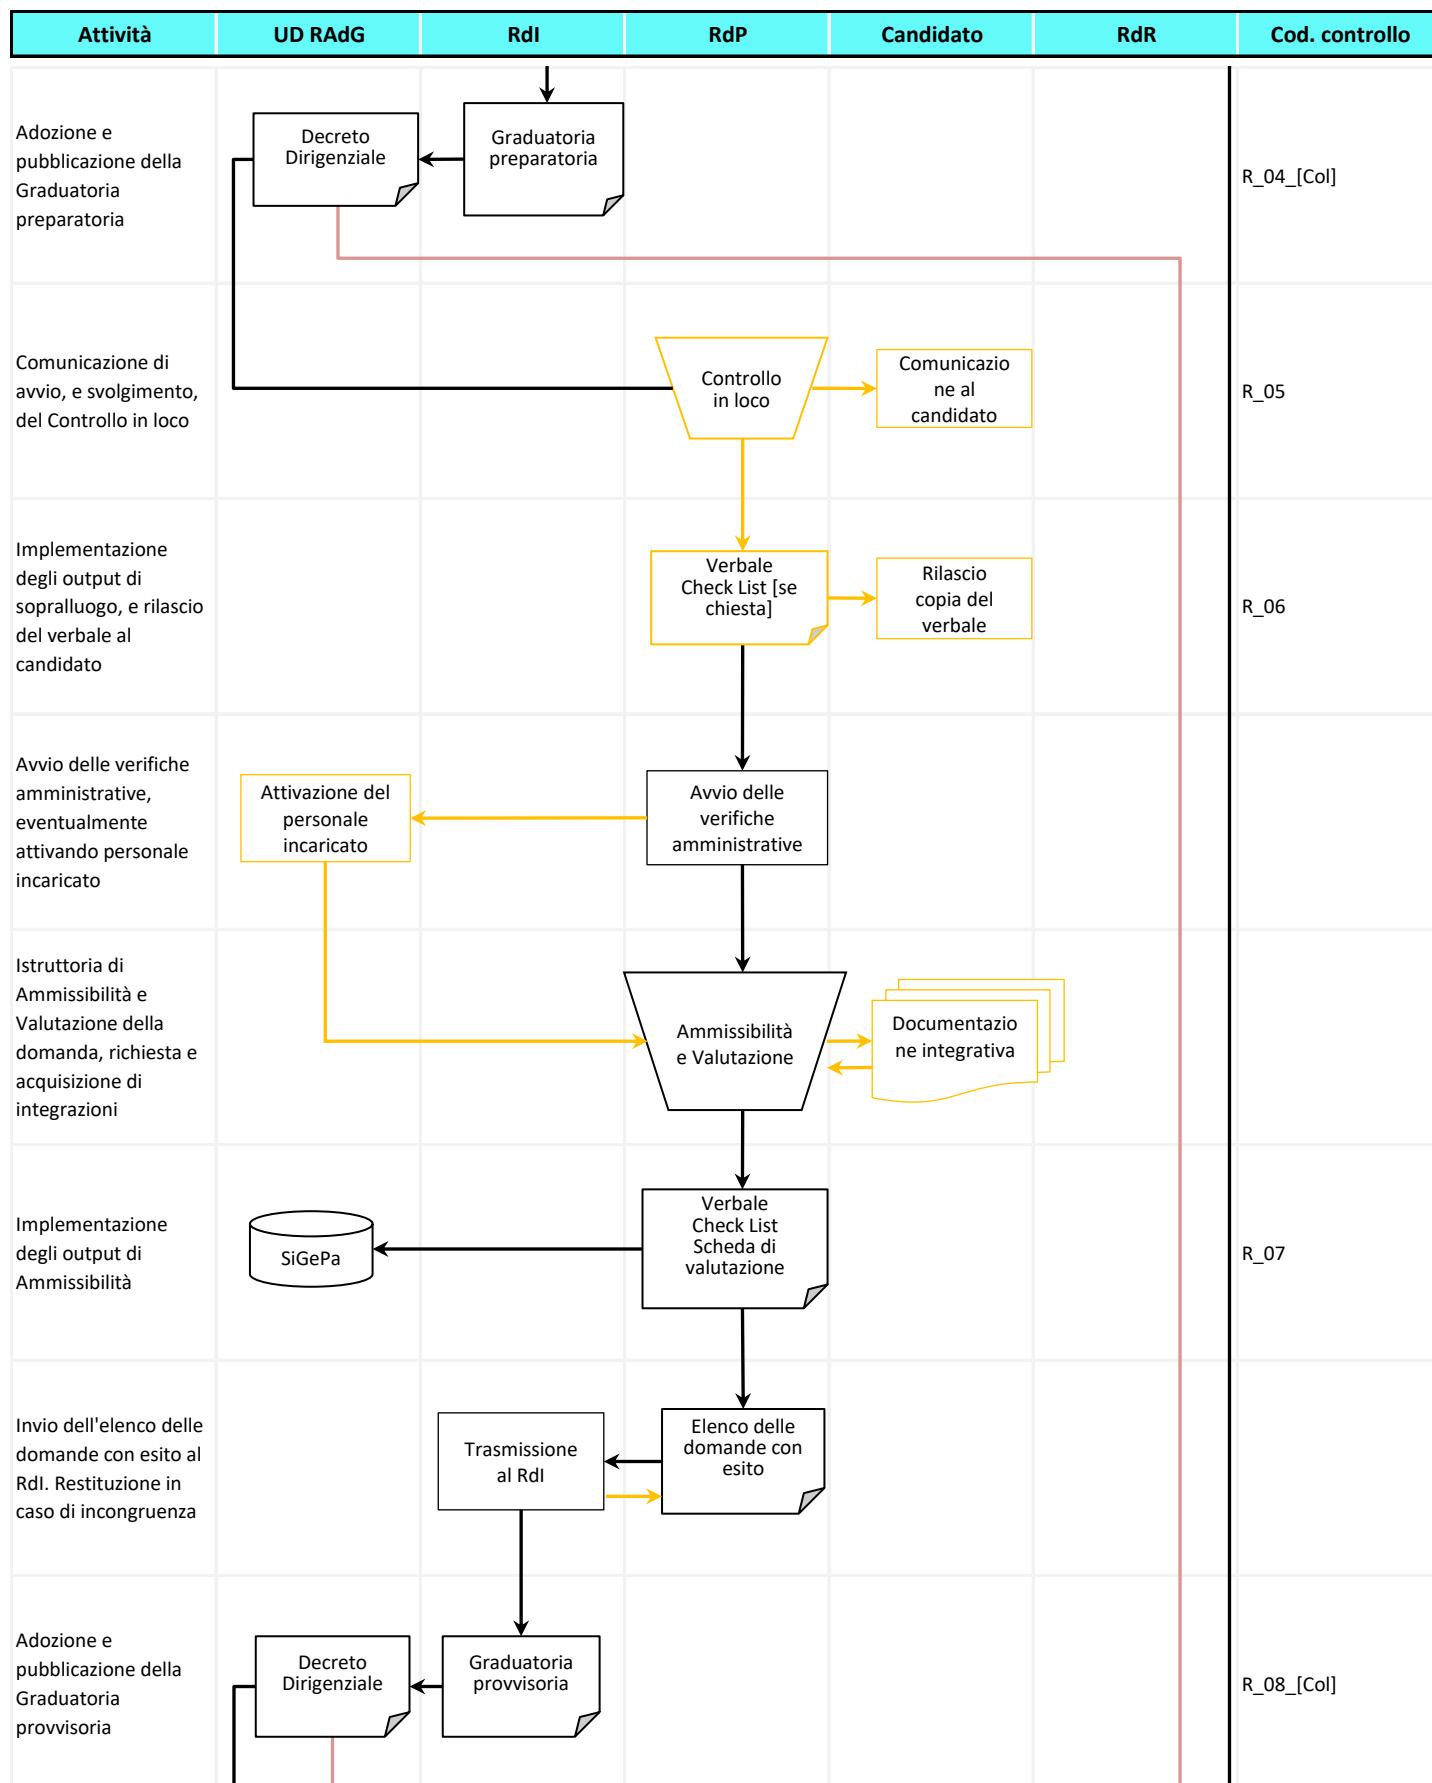 Attività UD RAdG RdI RdP Candidato RdR Cod. controllo
Adozione e
pubblicazione della
Graduatoria
preparatoria
Decreto
Dirigenziale
Graduatoria
preparatoria
R_04_[Col]
Comunicazione di
avvio, e svolgimento,
del Controllo in loco
Controllo
in loco
Comunicazio
ne al
candidato
R_05
Implementazione
degli output di
sopralluogo, e rilascio
del verbale al
candidato
Verbale
Check List [se
chiesta]
Rilascio
copia del
verbale
R_06
Avvio delle verifiche
amministrative,
eventualmente
attivando personale
incaricato
Attivazione del
personale
incaricato
Avvio delle
verifiche
amministrative
Istruttoria di
Ammissibilità e
Valutazione della
domanda, richiesta e
acquisizione di
integrazioni
Ammissibilità
e Valutazione
Documentazio
ne integrativa
Implementazione
degli output di
Ammissibilità
SiGePa
Verbale
Check List
Scheda di
valutazione
R_07
Invio dell'elenco delle
domande con esito al
RdI. Restituzione in
caso di incongruenza
Trasmissione
al RdI
Elenco delle
domande con
esito
Adozione e
pubblicazione della
Graduatoria
provvisoria
Decreto
Dirigenziale
Graduatoria
provvisoria
R_08_[Col]